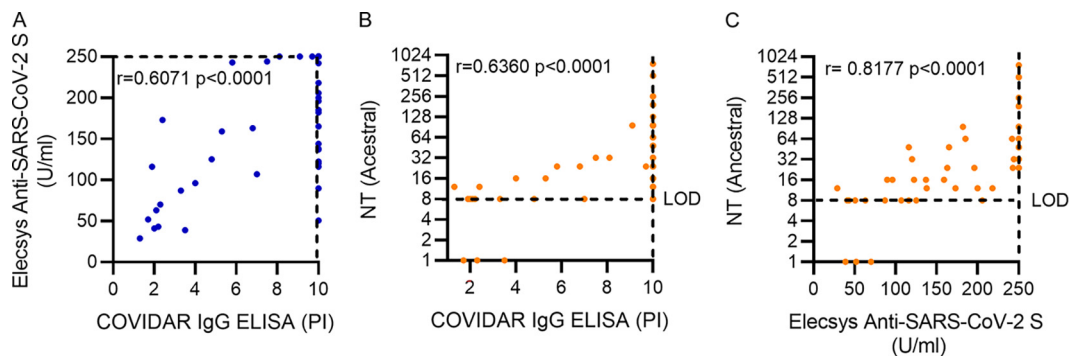 A
Elecsys Anti-SARS-CoV-2 S
(U/ml)
250
200
150
100
50
0
r=0.6071 p<0.0001
0 2 4 6 8 10
COVIDAR IgG ELISA (PI)
B
NT (Acestral)
1024
512
256
128
64
32
16
8
4
2
1
r=0.6360 p<0.0001
LOD
2 4 6 8 10
COVIDAR IgG ELISA (PI)
C
NT (Ancestral)
1024
512
256
128
64
32
16
8
4
2
1
r= 0.8177 p<0.0001
LOD
0 50 100 150 200 250
Elecsys Anti-SARS-CoV-2 S
(U/ml)